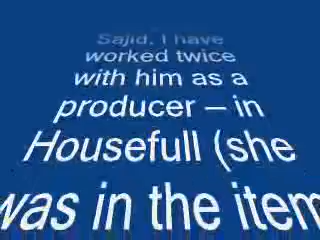 Sajid, I have
worked twice
with him as a
producer – in
Housefull (she
was in the item